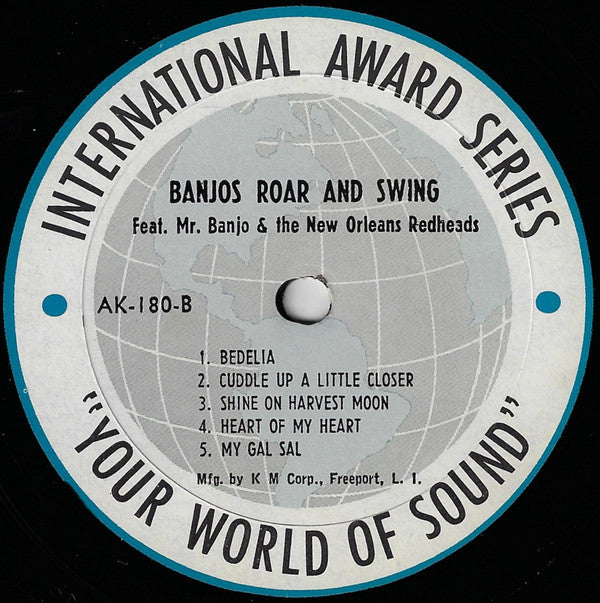 INTERNATIONAL AWARD SERIES
BANJOS ROAR AND SWING
Feat. Mr. Banjo & the New Orleans Redheads
AK-180-B
1. BEDELIA
2. CUDDLE UP A LITTLE CLOSER
3. SHINE ON HARVEST MOON
4. HEART OF MY HEART
5. MY GAL SAL
Mfg. by K M Corp., Freeport, L. I.
"YOUR WORLD OF SOUND"